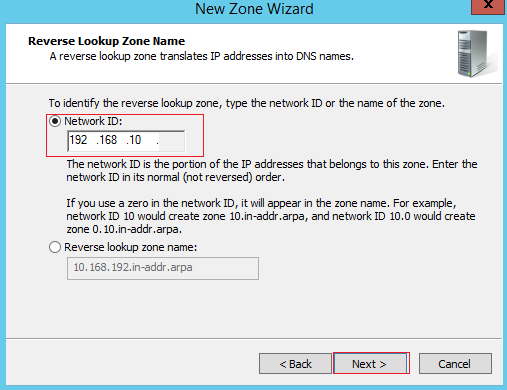 New Zone Wizard
X
Reverse Lookup Zone Name
A reverse lookup zone translates IP addresses into DNS names.
To identify the reverse lookup zone, type the network ID or the name of the zone.
Network ID:
192 .168 .10 .
The network ID is the portion of the IP addresses that belongs to this zone. Enter the
network ID in its normal (not reversed) order.
If you use a zero in the network ID, it will appear in the zone name. For example,
network ID 10 would create zone 10.in-addr.arpa, and network ID 10.0 would create
zone 0.10.in-addr.arpa.
Reverse lookup zone name:
10.168.192.in-addr.arpa
< Back Next > Cancel